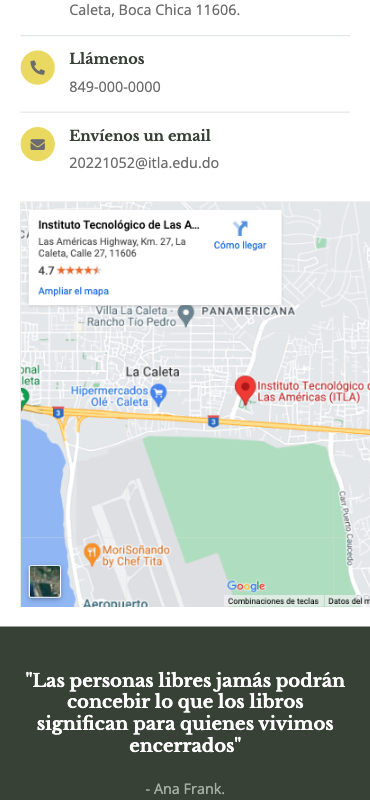 Caleta, Boca Chica 11606.
Llámenos
849-000-0000
Envíenos un email
20221052@itla.edu.do
Instituto Tecnológico de Las A...
Las Américas Highway, Km. 27, La
Caleta, Calle 27, 11606
Cómo llegar
4.7
Ampliar el mapa
Villa La Caleta -
Rancho Tío Pedro
PANAMERICANA
La Caleta
Hipermercados
Olé - Caleta
Instituto Tecnológico
Las Américas (ITLA)
3
3
Carr. Puerto Caucedo
MoriSoñando
by Chef Tita
Aeropuerto
Google
Combinaciones de teclas
Datos del m
"Las personas libres jamás podrán
concebir lo que los libros
significan para quienes vivimos
encerrados"
- Ana Frank.